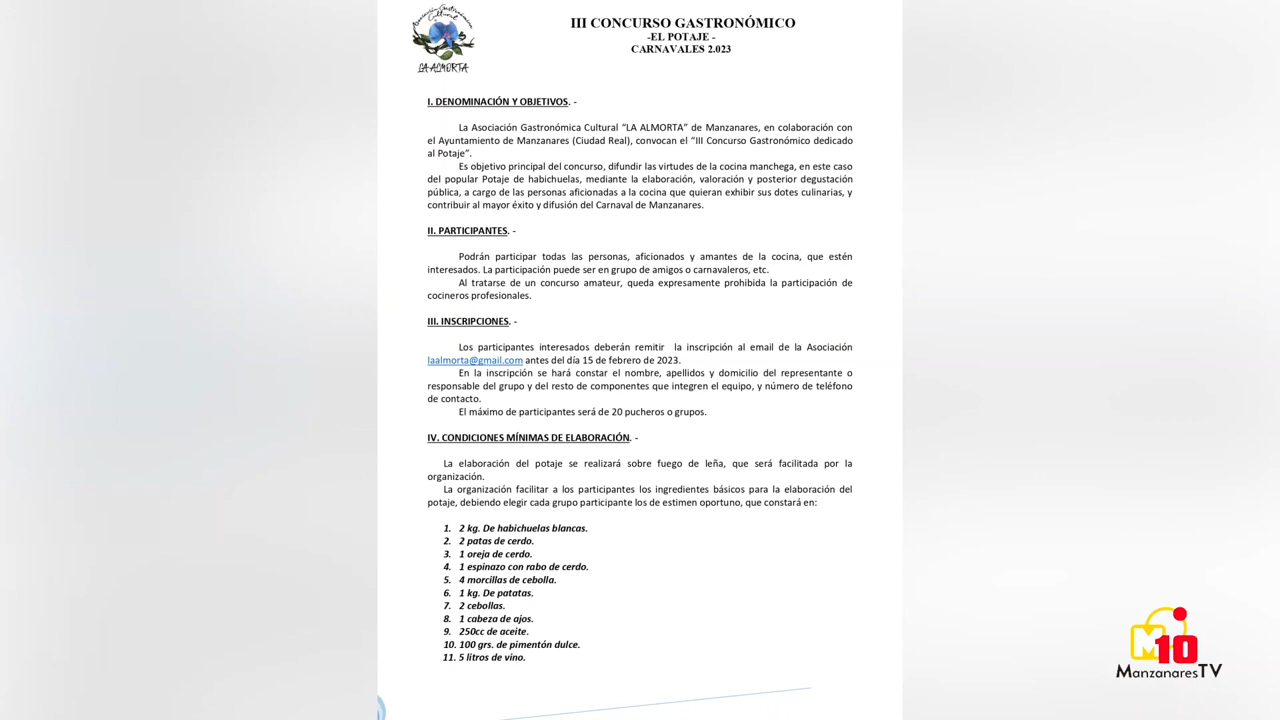 Asociación Gastronómica
Cultural
LA ALMORTA
III CONCURSO GASTRONÓMICO
-EL POTAJE -
CARNAVALES 2.023
I. DENOMINACIÓN Y OBJETIVOS. -
La Asociación Gastronómica Cultural “LA ALMORTA” de Manzanares, en colaboración con
el Ayuntamiento de Manzanares (Ciudad Real), convocan el “III Concurso Gastronómico dedicado
al Potaje”.
Es objetivo principal del concurso, difundir las virtudes de la cocina manchega, en este caso
del popular Potaje de habichuelas, mediante la elaboración, valoración y posterior degustación
pública, a cargo de las personas aficionadas a la cocina que quieran exhibir sus dotes culinarias, y
contribuir al mayor éxito y difusión del Carnaval de Manzanares.
II. PARTICIPANTES. -
Podrán participar todas las personas, aficionados y amantes de la cocina, que estén
interesados. La participación puede ser en grupo de amigos o carnavaleros, etc.
Al tratarse de un concurso amateur, queda expresamente prohibida la participación de
cocineros profesionales.
III. INSCRIPCIONES. -
Los participantes interesados deberán remitir la inscripción al email de la Asociación
laalmorta@gmail.com antes del día 15 de febrero de 2023.
En la inscripción se hará constar el nombre, apellidos y domicilio del representante o
responsable del grupo y del resto de componentes que integren el equipo, y número de teléfono
de contacto.
El máximo de participantes será de 20 pucheros o grupos.
IV. CONDICIONES MÍNIMAS DE ELABORACIÓN. -
La elaboración del potaje se realizará sobre fuego de leña, que será facilitada por la
organización.
La organización facilitar a los participantes los ingredientes básicos para la elaboración del
potaje, debiendo elegir cada grupo participante los de estimen oportuno, que constará en:
1. 2 kg. De habichuelas blancas.
2. 2 patas de cerdo.
3. 1 oreja de cerdo.
4. 1 espinazo con rabo de cerdo.
5. 4 morcillas de cebolla.
6. 1 kg. De patatas.
7. 2 cebollas.
8. 1 cabeza de ajos.
9. 250cc de aceite.
10. 100 grs. de pimentón dulce.
11. 5 litros de vino.
M10
ManzanaresTV